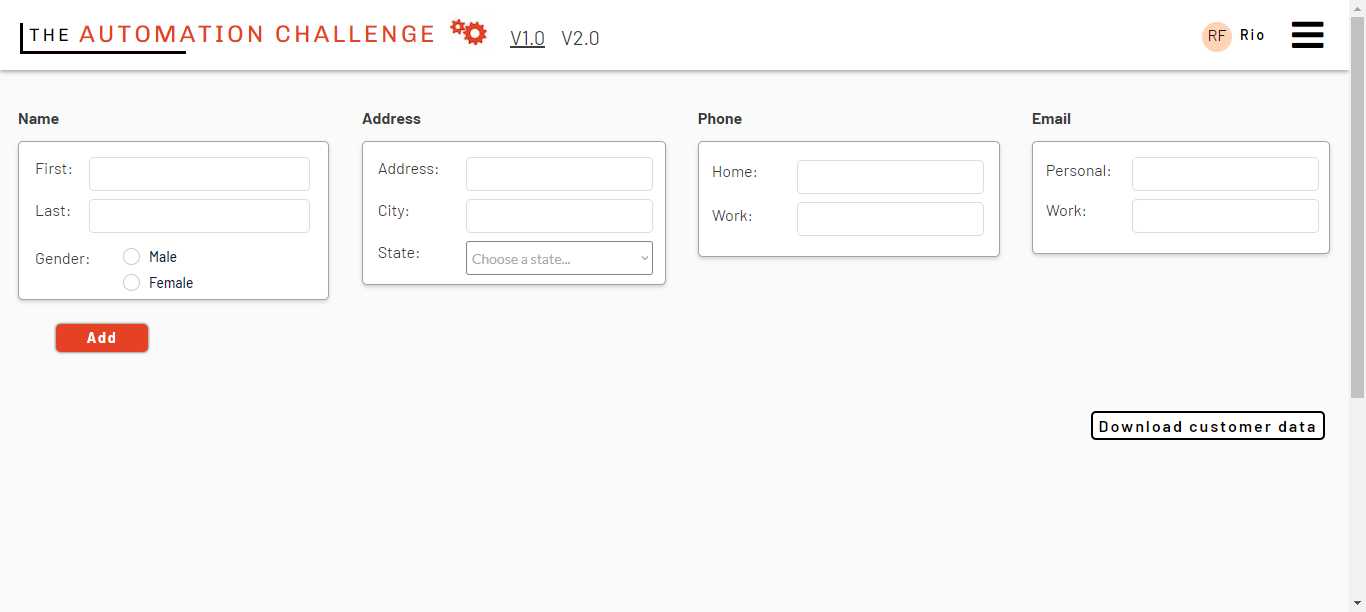 THE AUTOMATION CHALLENGE V1.0 V2.0 RF Rio
Name Address Phone Email
First: Address: Home: Personal:
Last: City: Work: Work:
Gender: Male State: Choose a state...
Female
Add
Download customer data